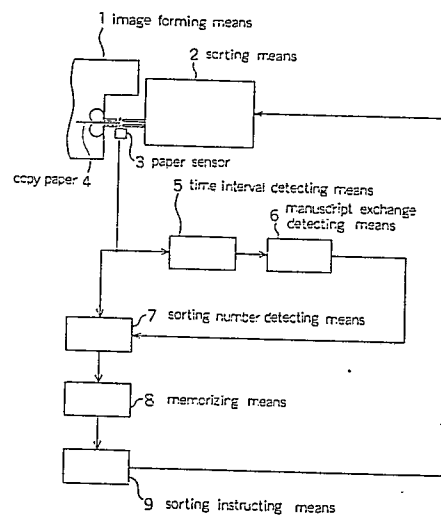 1 image forming means
2 sorting means
3 paper sensor
copy paper 4
5 time interval detecting means
6 manuscript exchange
detecting means
7 sorting number detecting means
8 memorizing means
9 sorting instructing means